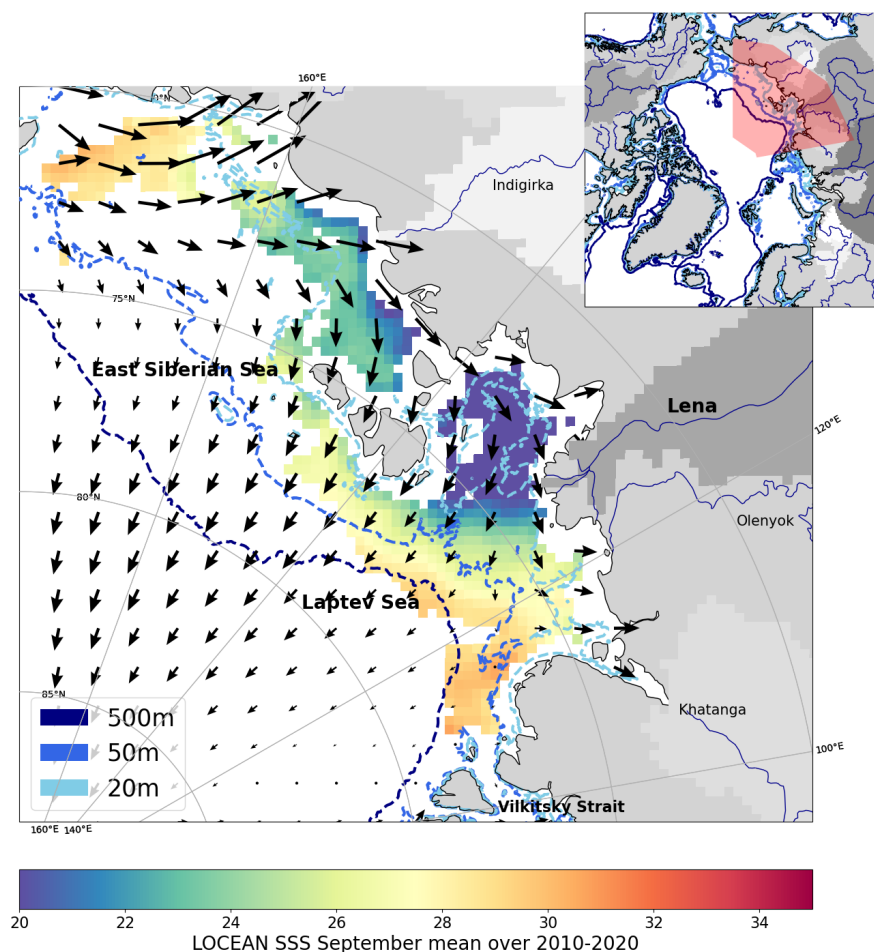 160°E
0°N
Indigirka
75°N
East Siberian Sea
Lena
120°E
80°N
Olenyok
Laptev Sea
85°N
500m
50m
20m
Khatanga
100°E
Vilkitsky Strait
160°E 140°E
20 22 24 26 28 30 32 34
LOCEAN SSS September mean over 2010-2020